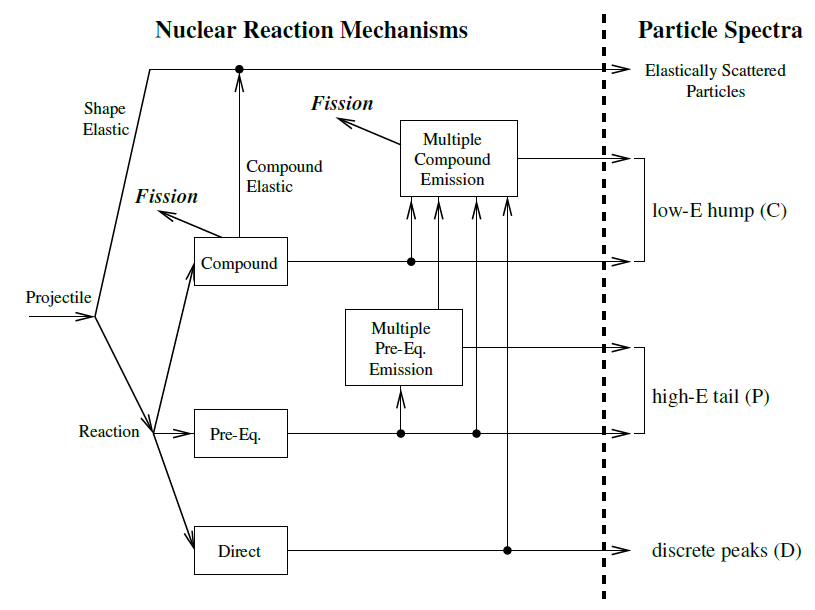 Nuclear Reaction Mechanisms
Particle Spectra
Elastically Scattered
Particles
Shape
Elastic
Fission
Multiple
Compound
Emission
Compound
Elastic
Fission
low-E hump (C)
Compound
Projectile
Multiple
Pre-Eq.
Emission
high-E tail (P)
Reaction
Pre-Eq.
Direct
discrete peaks (D)